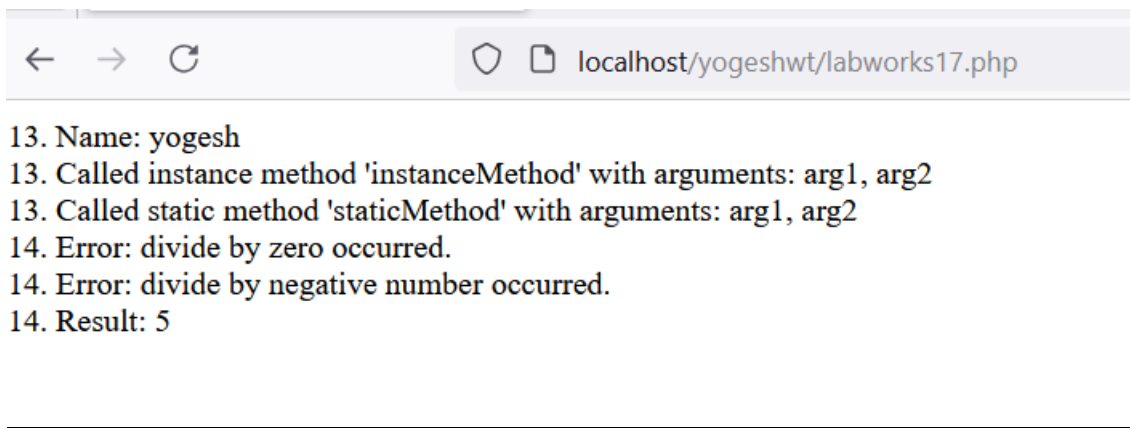 localhost/yogeshwt/labworks17.php
13. Name: yogesh
13. Called instance method 'instanceMethod' with arguments: arg1, arg2
13. Called static method 'staticMethod' with arguments: arg1, arg2
14. Error: divide by zero occurred.
14. Error: divide by negative number occurred.
14. Result: 5